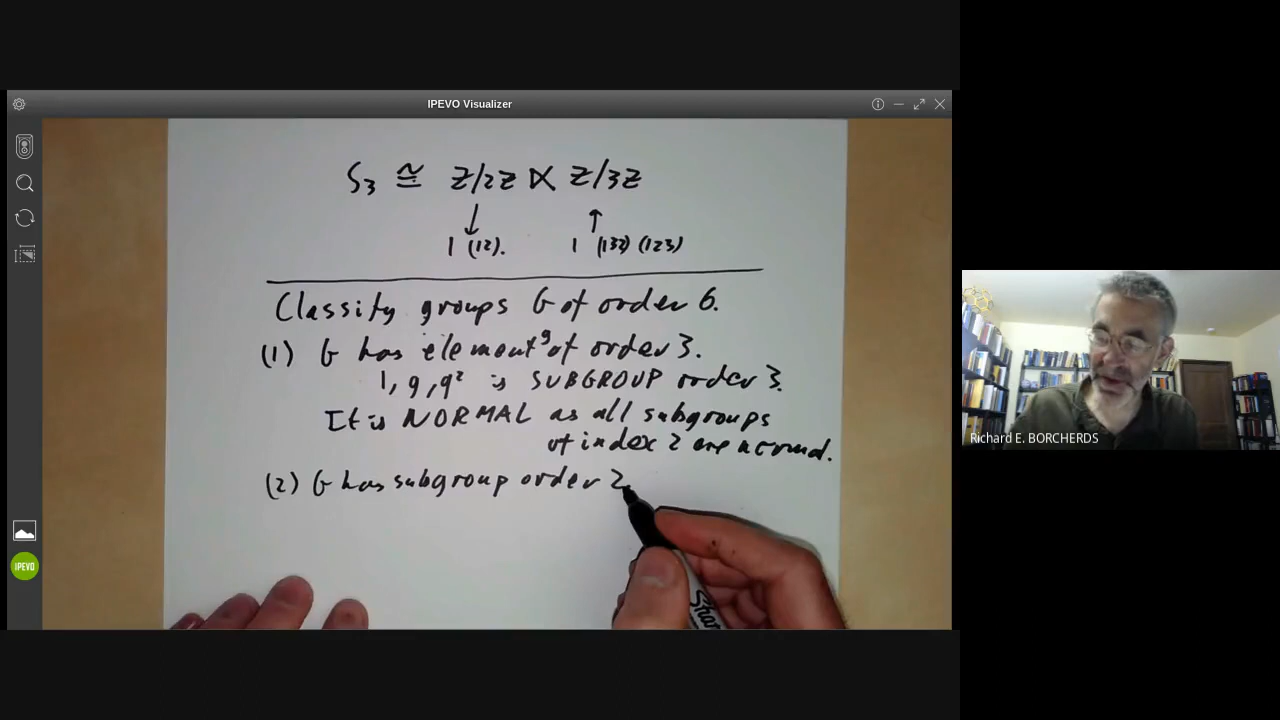 IPEVO Visualizer
S₃ ≅ Z/2Z ⋉ Z/3Z
↓ ↑
1 (12). 1 (132) (123)
Classify groups G of order 6.
(1) G has element g of order 3.
1, g, g² is SUBGROUP order 3.
It is NORMAL as all subgroups
of index 2 are normal.
(2) G has subgroup order 2
Richard E. BORCHERDS
IPEVO
Shar